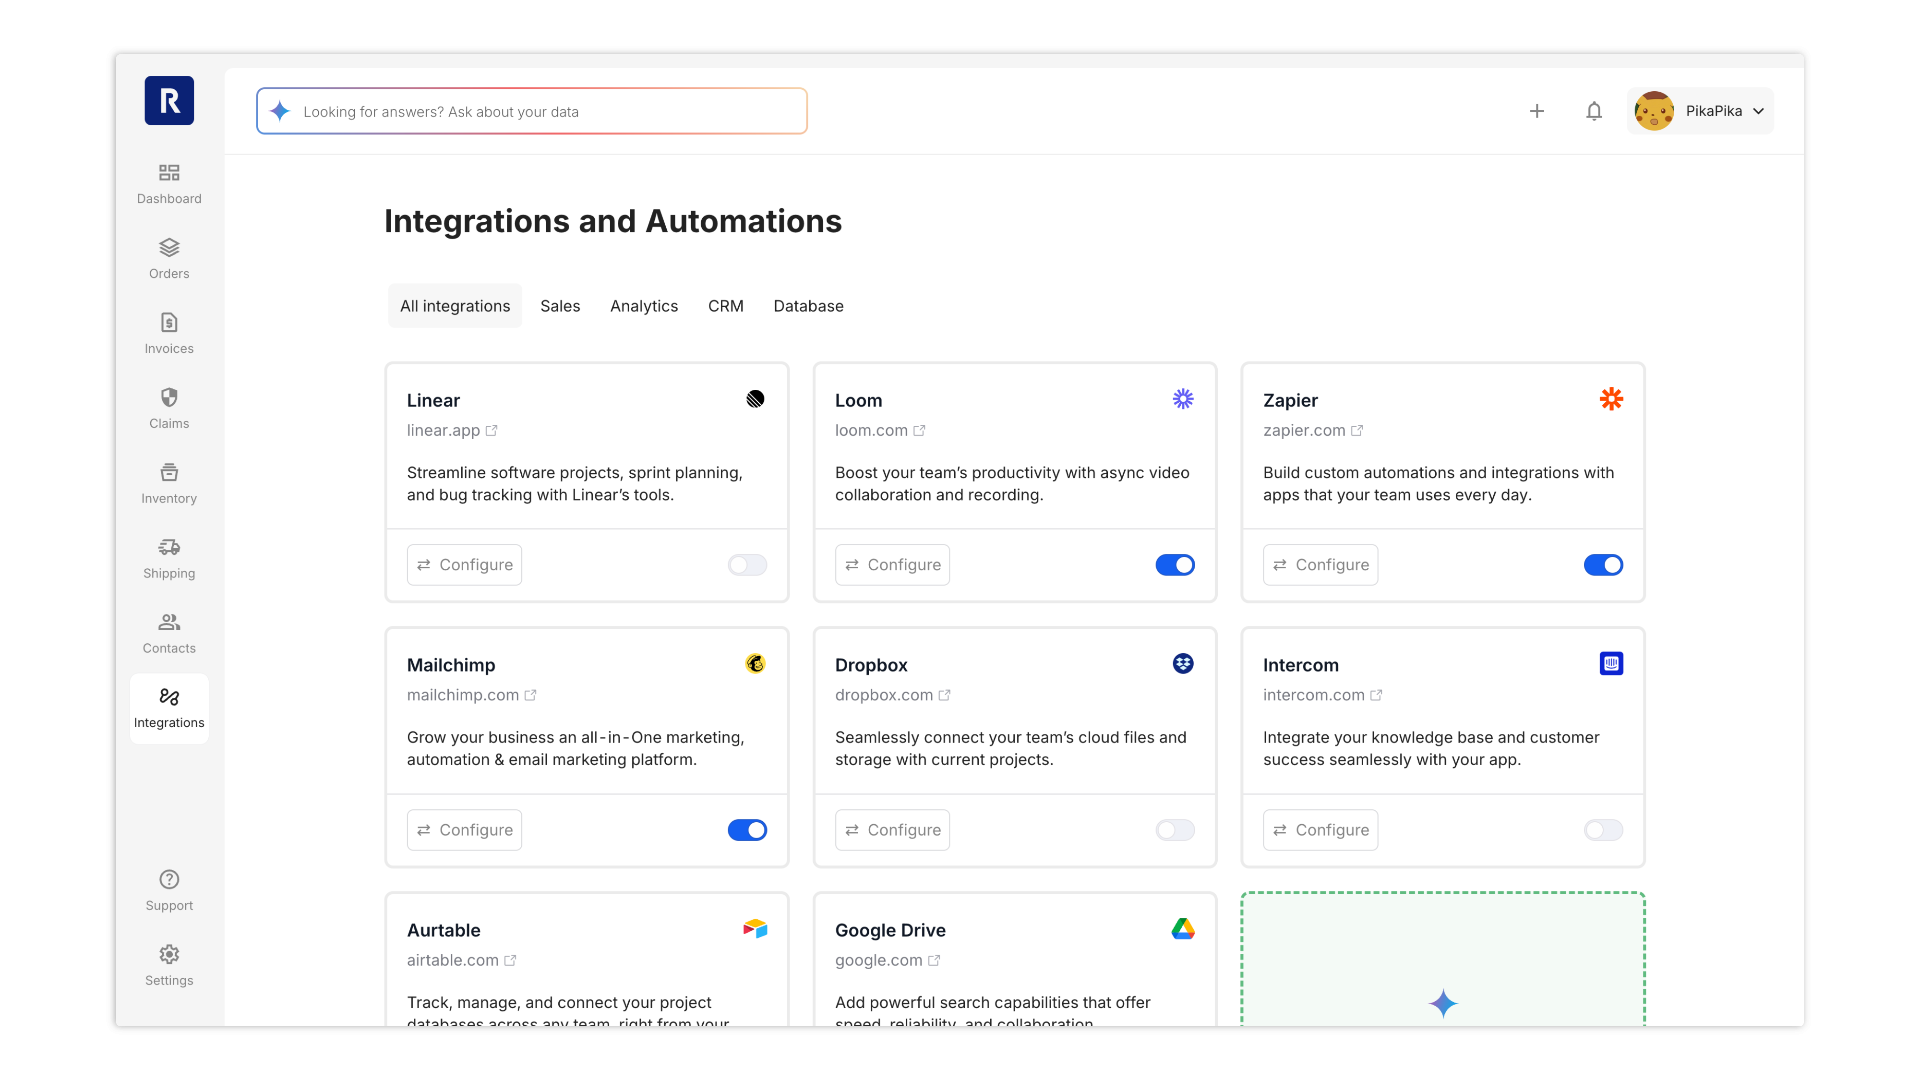 R
Looking for answers? Ask about your data
PikaPika
Dashboard
Orders
Invoices
Claims
Inventory
Shipping
Contacts
Integrations
Support
Settings
Integrations and Automations
All integrations
Sales
Analytics
CRM
Database
Linear
linear.app
Streamline software projects, sprint planning,
and bug tracking with Linear’s tools.
Configure
Loom
loom.com
Boost your team’s productivity with async video
collaboration and recording.
Configure
Zapier
zapier.com
Build custom automations and integrations with
apps that your team uses every day.
Configure
Mailchimp
mailchimp.com
Grow your business an all-in-One marketing,
automation & email marketing platform.
Configure
Dropbox
dropbox.com
Seamlessly connect your team’s cloud files and
storage with current projects.
Configure
Intercom
intercom.com
Integrate your knowledge base and customer
success seamlessly with your app.
Configure
Aurtable
airtable.com
Track, manage, and connect your project
databases across any team, right from your
Google Drive
google.com
Add powerful search capabilities that offer
speed, reliability, and collaboration